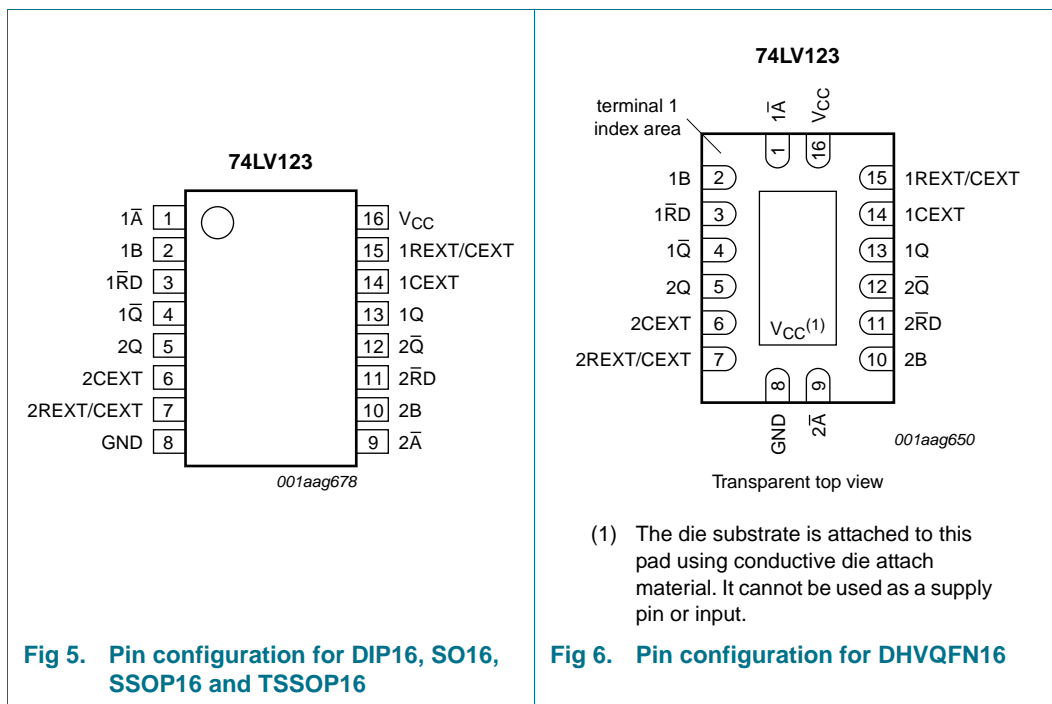 74LV123
1A̅ 1
1B 2
1R̅D 3
1Q̅ 4
2Q 5
2CEXT 6
2REXT/CEXT 7
GND 8
16 VCC
15 1REXT/CEXT
14 1CEXT
13 1Q
12 2Q̅
11 2R̅D
10 2B
9 2A̅
001aag678
Fig 5. Pin configuration for DIP16, SO16,
SSOP16 and TSSOP16
74LV123
terminal 1
index area
1A̅
VCC
1
16
1B 2
1R̅D 3
1Q̅ 4
2Q 5
2CEXT 6
2REXT/CEXT 7
15 1REXT/CEXT
14 1CEXT
13 1Q
12 2Q̅
11 2R̅D
10 2B
VCC(1)
8
9
GND
2A̅
001aag650
Transparent top view
(1) The die substrate is attached to this
pad using conductive die attach
material. It cannot be used as a supply
pin or input.
Fig 6. Pin configuration for DHVQFN16